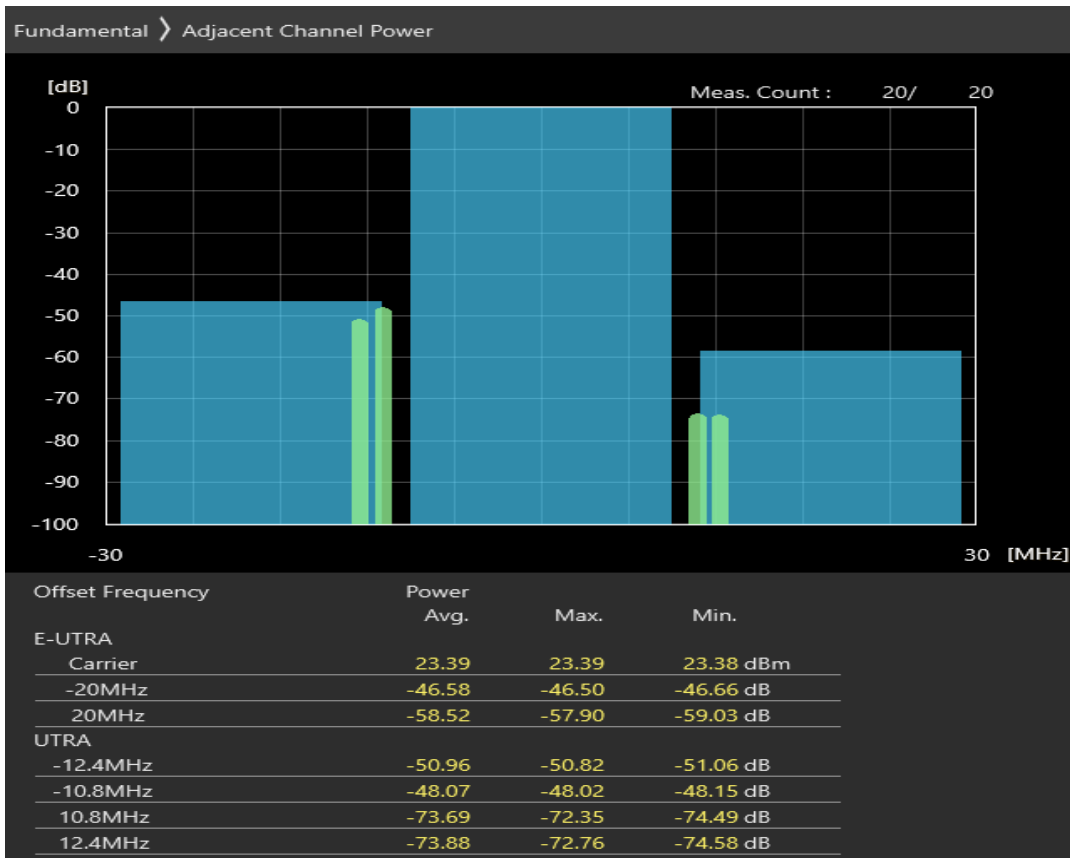 Fundamental 〉 Adjacent Channel Power
[dB]
Meas. Count : 20/ 20
0
-10
-20
-30
-40
-50
-60
-70
-80
-90
-100
-30 30 [MHz]
Offset Frequency Power
Avg. Max. Min.
E-UTRA
Carrier 23.39 23.39 23.38 dBm
-20MHz -46.58 -46.50 -46.66 dB
20MHz -58.52 -57.90 -59.03 dB
UTRA
-12.4MHz -50.96 -50.82 -51.06 dB
-10.8MHz -48.07 -48.02 -48.15 dB
10.8MHz -73.69 -72.35 -74.49 dB
12.4MHz -73.88 -72.76 -74.58 dB